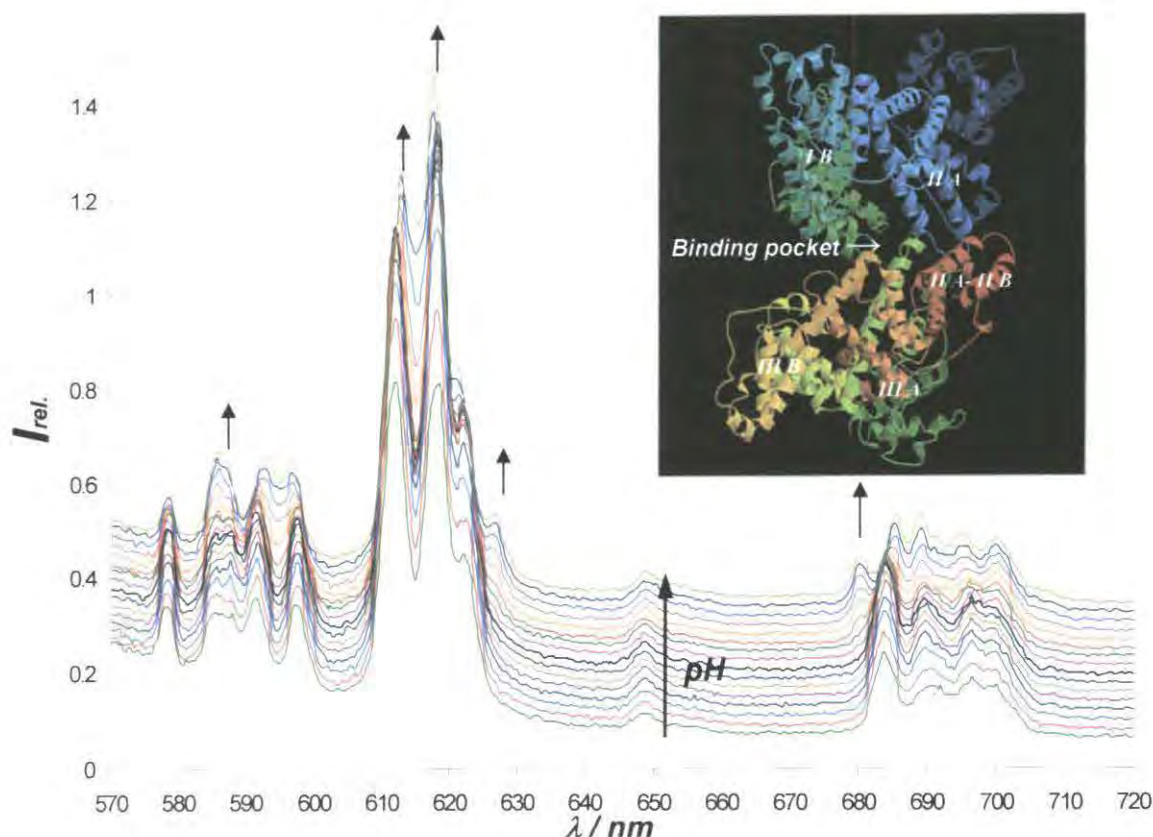 1.4
1.2
1
0.8
0.6
0.4
0.2
0
I rel.
570 580 590 600 610 620 630 640 650 660 670 680 690 700 710 720
λ / nm
pH
I B
II A
Binding pocket →
II A- II B
III B
III A